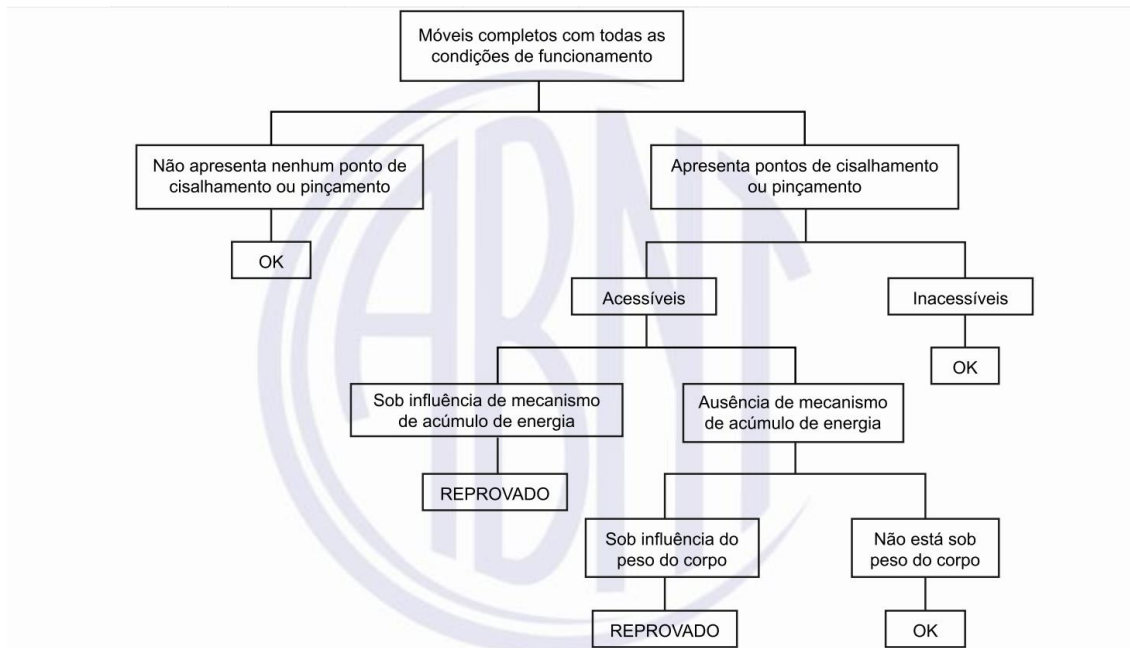 Móveis completos com todas as
condições de funcionamento
Não apresenta nenhum ponto de
cisalhamento ou pinçamento
Apresenta pontos de cisalhamento
ou pinçamento
OK
Acessíveis
Inacessíveis
OK
Sob influência de mecanismo
de acúmulo de energia
Ausência de mecanismo
de acúmulo de energia
REPROVADO
Sob influência do
peso do corpo
Não está sob
peso do corpo
REPROVADO
OK
ABNT